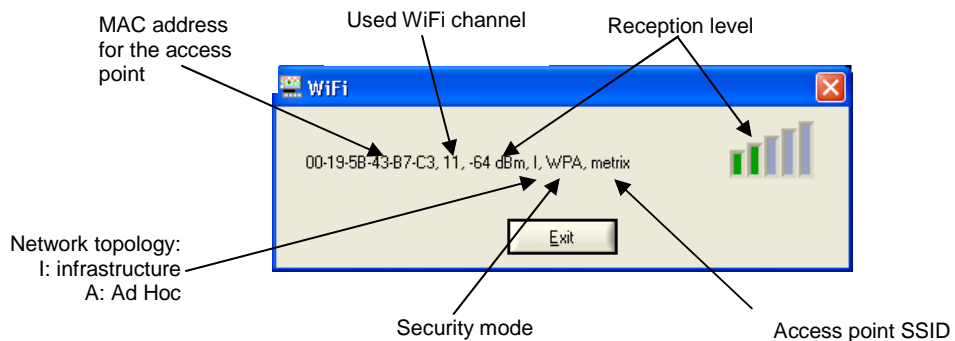 MAC address
for the access
point
Used WiFi channel
Reception level
WiFi
00-19-5B-43-B7-C3, 11, -64 dBm, I, WPA, metrix
Exit
Network topology:
I: infrastructure
A: Ad Hoc
Security mode
Access point SSID